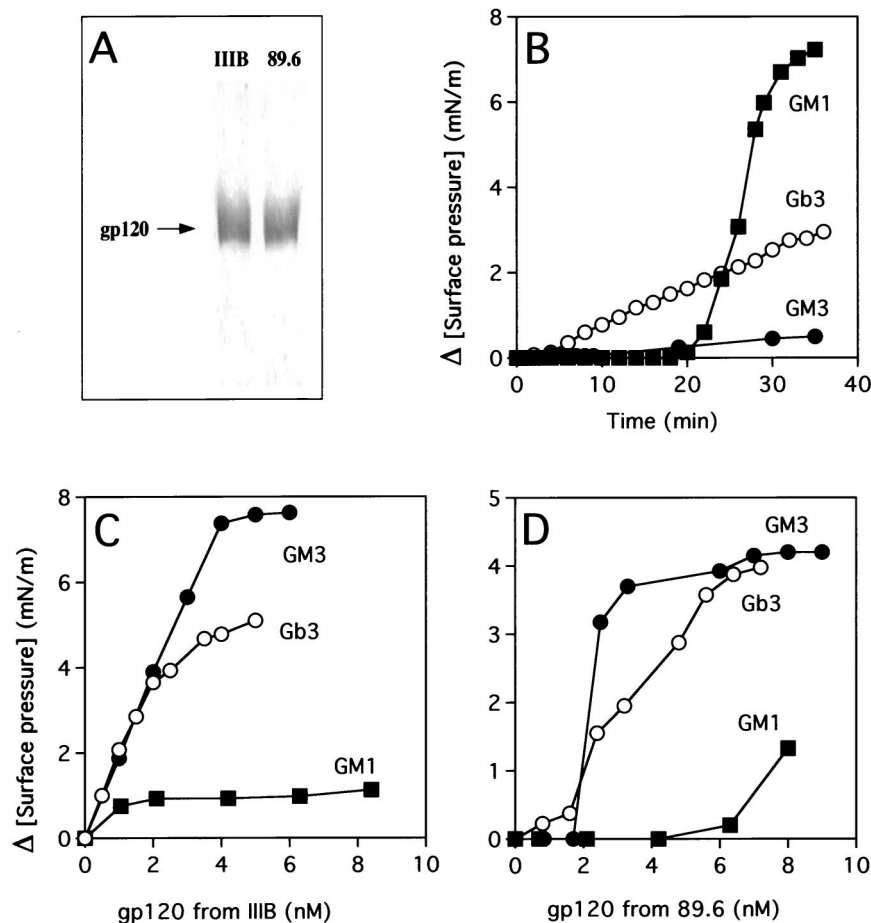 A
IIIB 89.6
gp120
B
Δ [Surface pressure] (mN/m)
8
6
4
2
0
GM1
Gb3
GM3
0 10 20 30 40
Time (min)
C
Δ [Surface pressure] (mN/m)
8
6
4
2
0
GM3
Gb3
GM1
0 2 4 6 8 10
gp120 from IIIB (nM)
D
5
4
3
2
1
0
GM3
Gb3
GM1
0 2 4 6 8 10
gp120 from 89.6 (nM)